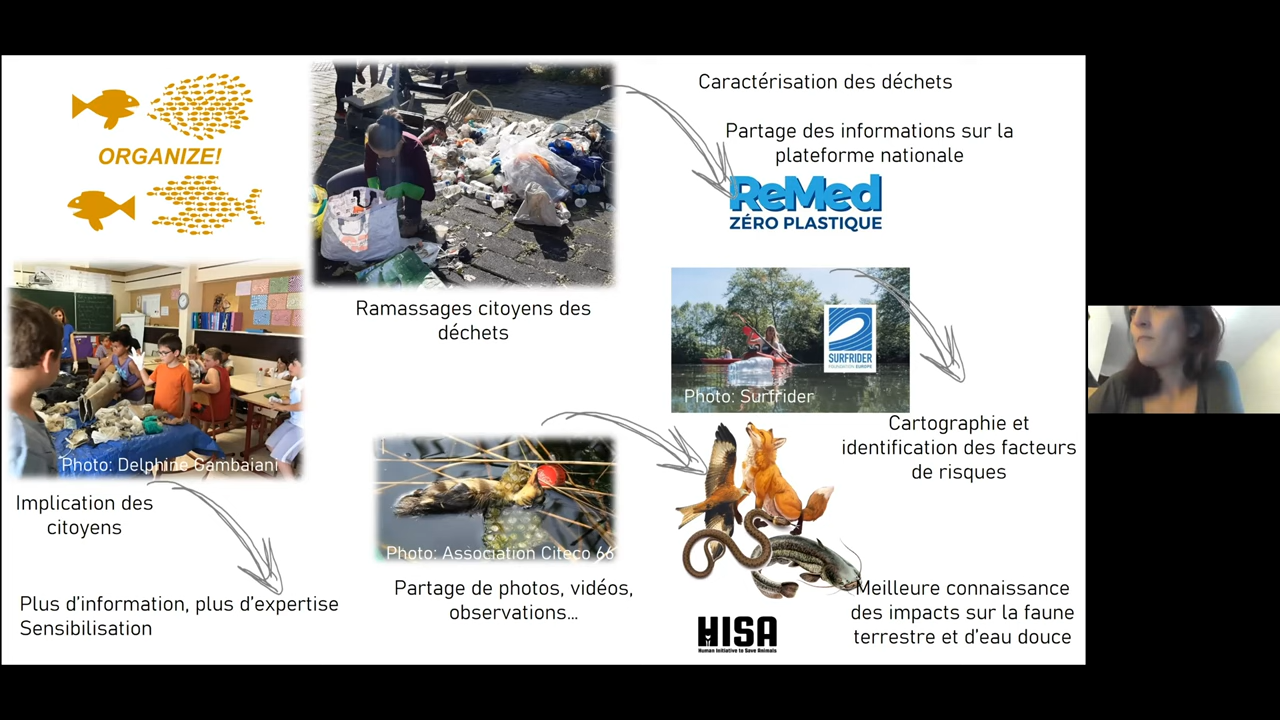 ORGANIZE!
Caractérisation des déchets
Partage des informations sur la
plateforme nationale
ReMed
ZÉRO PLASTIQUE
Ramassages citoyens des
déchets
SURFRIDER
FOUNDATION EUROPE
Photo: Surfrider
Cartographie et
identification des facteurs
de risques
Photo: Delphine Gambaiani
Implication des
citoyens
Plus d’information, plus d’expertise
Sensibilisation
Photo: Association Citeco 66
Partage de photos, vidéos,
observations…
Meilleure connaissance
des impacts sur la faune
terrestre et d’eau douce
HISA
Human Initiative to Save Animals